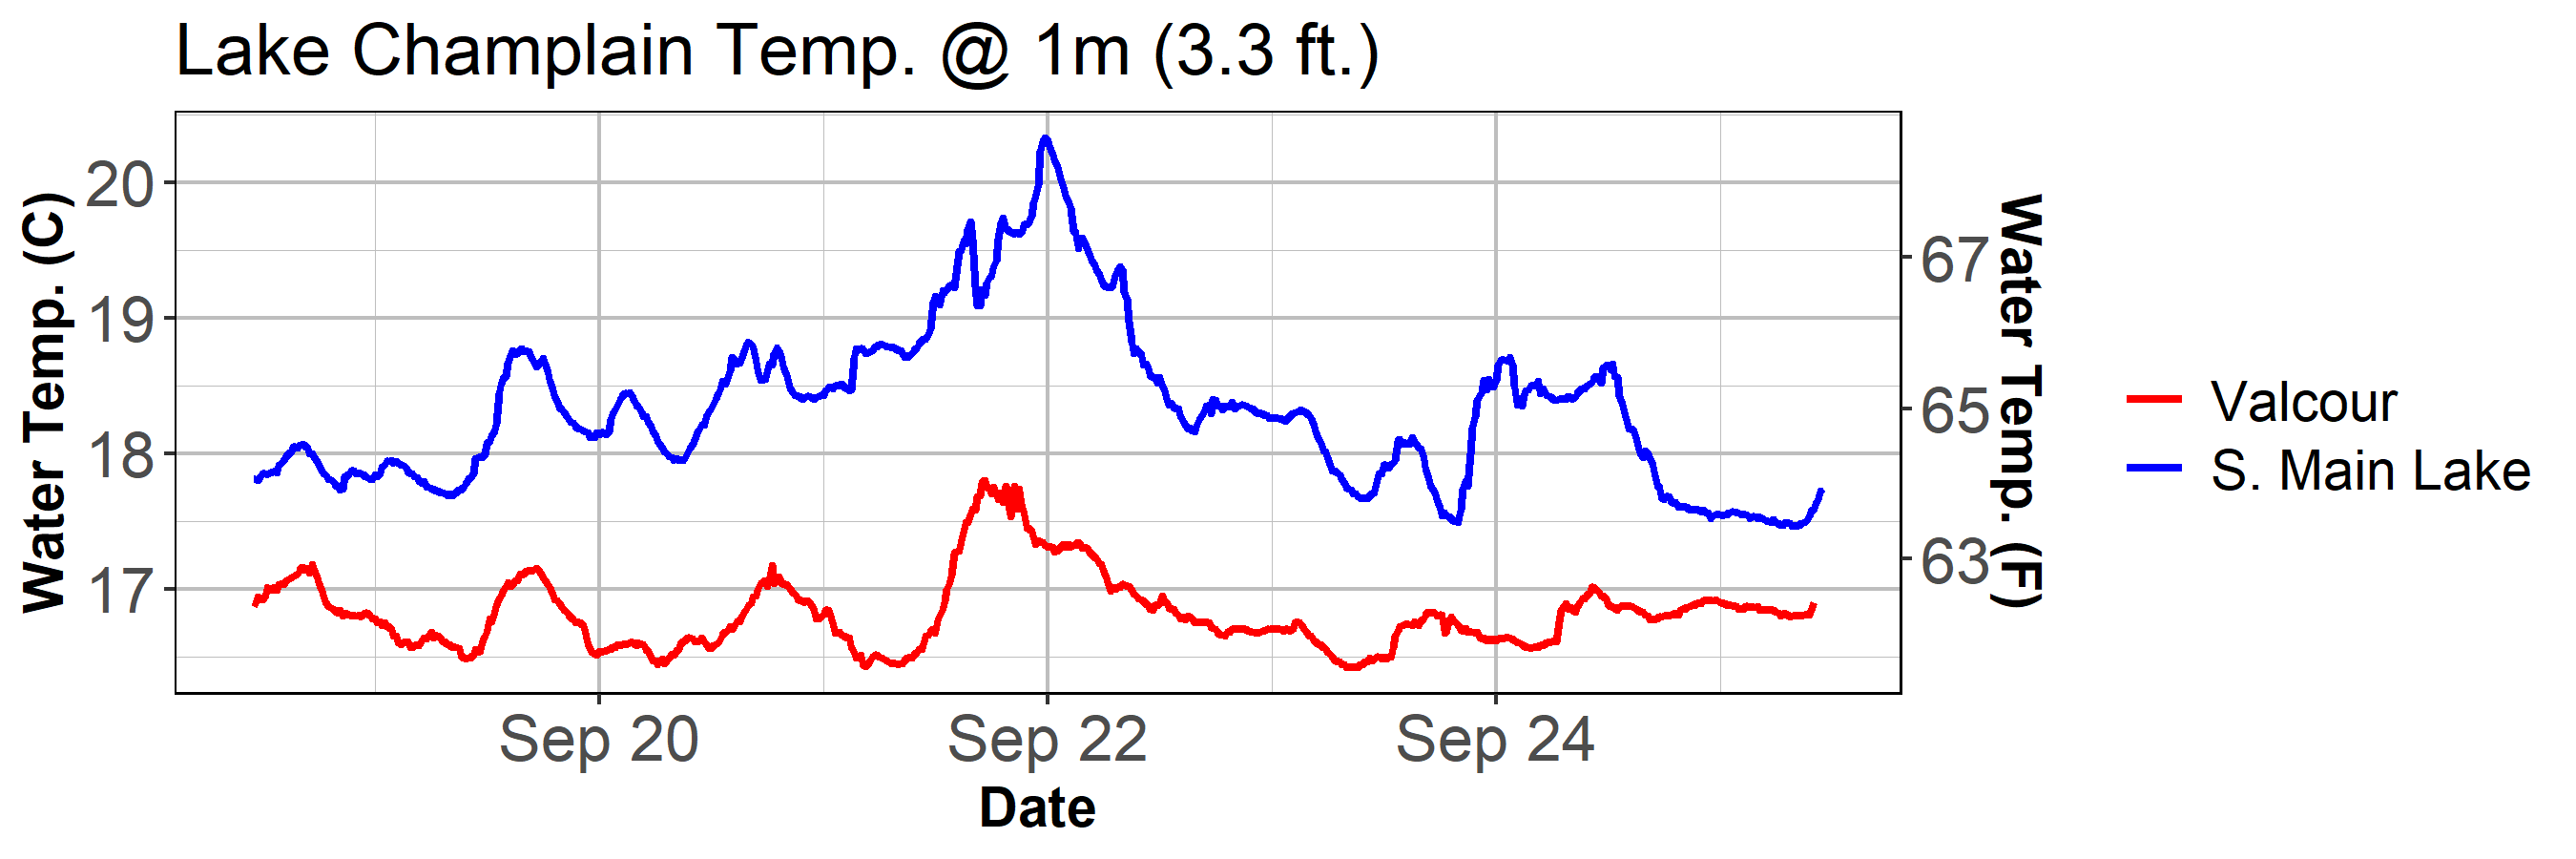 Lake Champlain Temp. @ 1m (3.3 ft.)
Water Temp. (C)
20
19
18
17
67
65
63
Water Temp. (F)
Sep 20
Sep 22
Sep 24
Date
Valcour
S. Main Lake